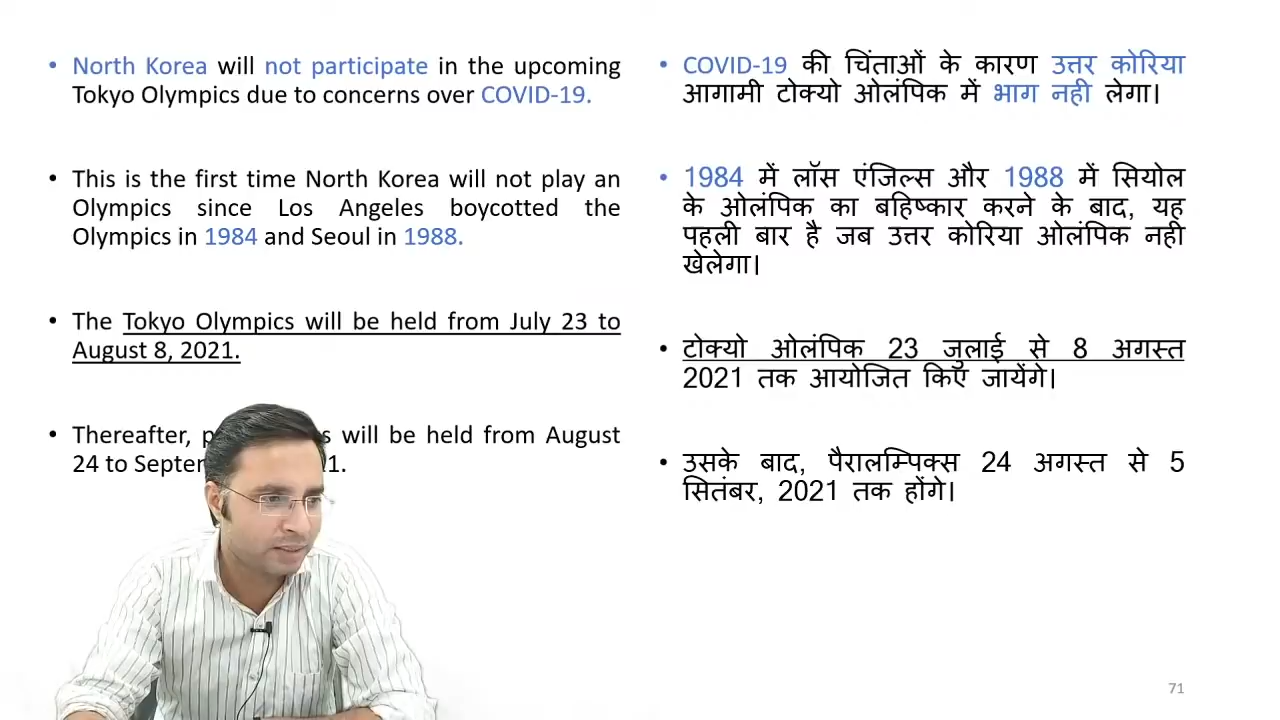 North Korea will not participate in the upcoming
Tokyo Olympics due to concerns over COVID-19.
This is the first time North Korea will not play an
Olympics since Los Angeles boycotted the
Olympics in 1984 and Seoul in 1988.
The Tokyo Olympics will be held from July 23 to
August 8, 2021.
Thereafter, will be held from August
24 to
COVID-19 की चिंताओं के कारण उत्तर कोरिया
आगामी टोक्यो ओलंपिक में भाग नही लेगा।
1984 में लॉस एंजिल्स और 1988 में सियोल
के ओलंपिक का बहिष्कार करने के बाद, यह
पहली बार है जब उत्तर कोरिया ओलंपिक नही
खेलेगा।
टोक्यो ओलंपिक 23 जुलाई से 8 अगस्त
2021 तक आयोजित किए जायेंगे।
उसके बाद, पैरालम्पिक्स 24 अगस्त से 5
सितंबर, 2021 तक होंगे।
71